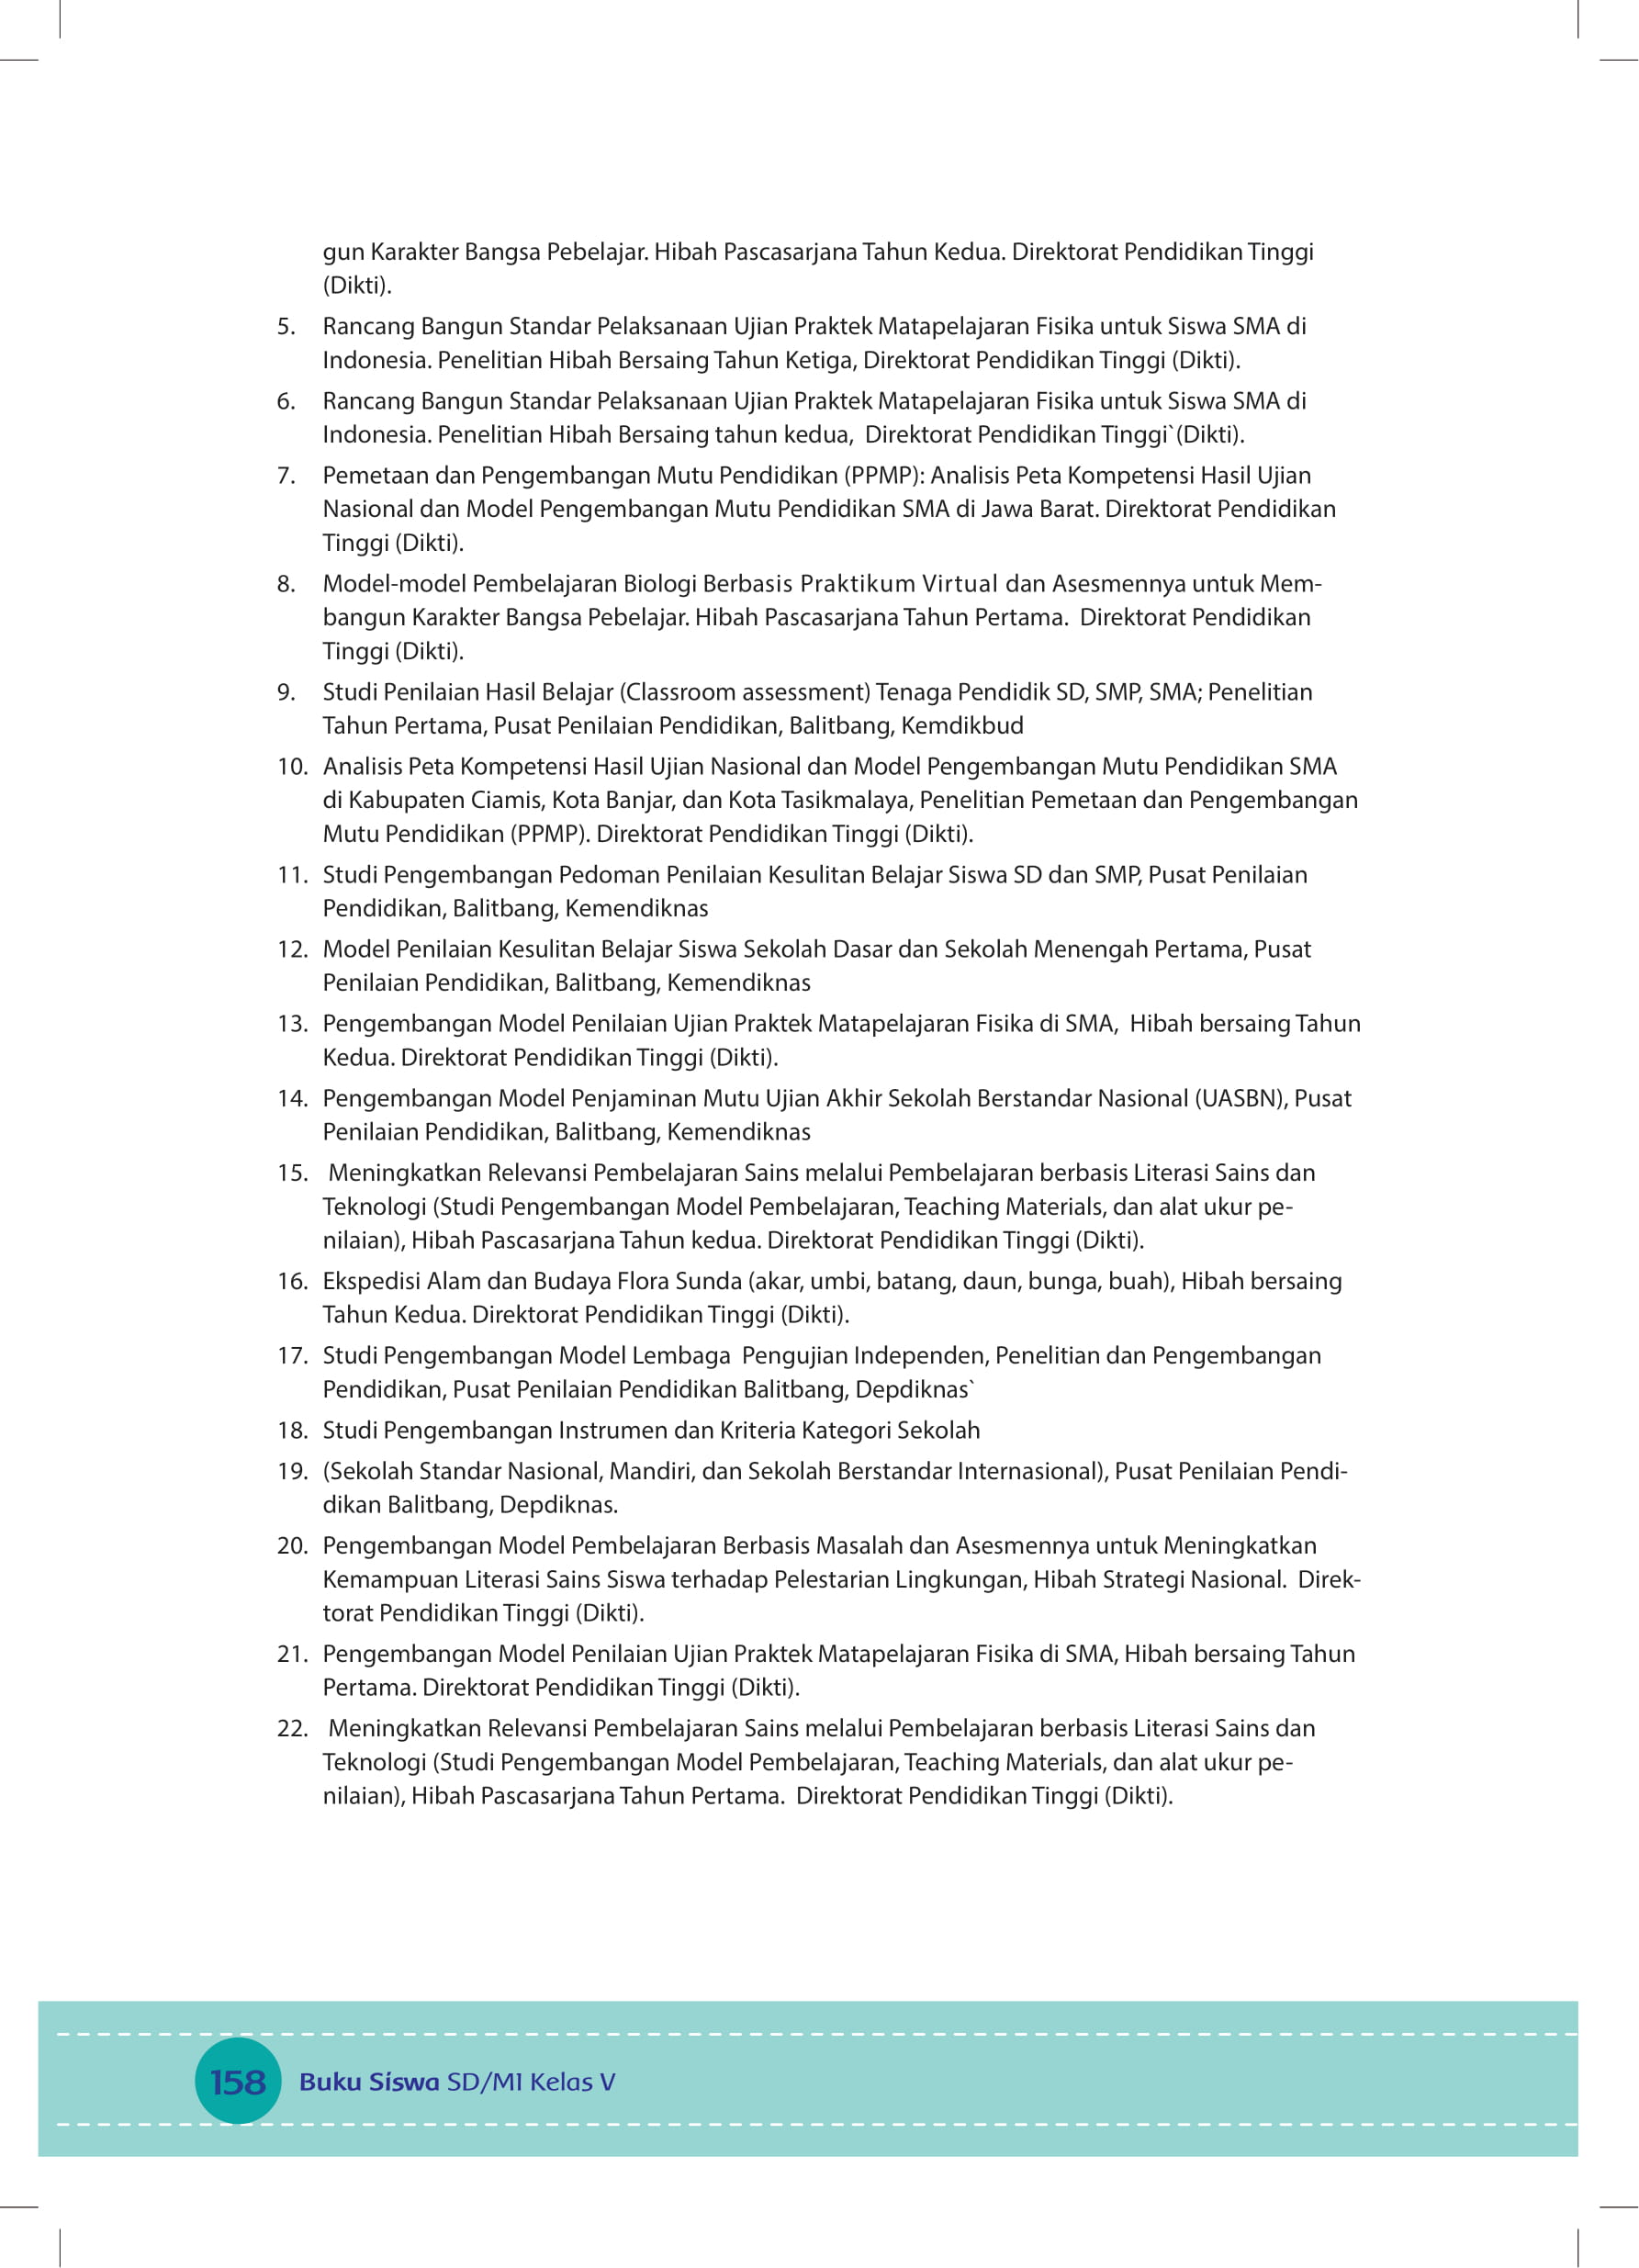 gun Karakter Bangsa Pebelajar. Hibah Pascasarjana Tahun Kedua. Direktorat Pendidikan Tinggi
(Dikti).
5. Rancang Bangun Standar Pelaksanaan Ujian Praktek Matapelajaran Fisika untuk Siswa SMA di
Indonesia. Penelitian Hibah Bersaing Tahun Ketiga, Direktorat Pendidikan Tinggi (Dikti).
6. Rancang Bangun Standar Pelaksanaan Ujian Praktek Matapelajaran Fisika untuk Siswa SMA di
Indonesia. Penelitian Hibah Bersaing tahun kedua, Direktorat Pendidikan Tinggi`(Dikti).
7. Pemetaan dan Pengembangan Mutu Pendidikan (PPMP): Analisis Peta Kompetensi Hasil Ujian
Nasional dan Model Pengembangan Mutu Pendidikan SMA di Jawa Barat. Direktorat Pendidikan
Tinggi (Dikti).
8. Model-model Pembelajaran Biologi Berbasis Praktikum Virtual dan Asesmennya untuk Mem-
bangun Karakter Bangsa Pebelajar. Hibah Pascasarjana Tahun Pertama. Direktorat Pendidikan
Tinggi (Dikti).
9. Studi Penilaian Hasil Belajar (Classroom assessment) Tenaga Pendidik SD, SMP, SMA; Penelitian
Tahun Pertama, Pusat Penilaian Pendidikan, Balitbang, Kemdikbud
10. Analisis Peta Kompetensi Hasil Ujian Nasional dan Model Pengembangan Mutu Pendidikan SMA
di Kabupaten Ciamis, Kota Banjar, dan Kota Tasikmalaya, Penelitian Pemetaan dan Pengembangan
Mutu Pendidikan (PPMP). Direktorat Pendidikan Tinggi (Dikti).
11. Studi Pengembangan Pedoman Penilaian Kesulitan Belajar Siswa SD dan SMP, Pusat Penilaian
Pendidikan, Balitbang, Kemendiknas
12. Model Penilaian Kesulitan Belajar Siswa Sekolah Dasar dan Sekolah Menengah Pertama, Pusat
Penilaian Pendidikan, Balitbang, Kemendiknas
13. Pengembangan Model Penilaian Ujian Praktek Matapelajaran Fisika di SMA, Hibah bersaing Tahun
Kedua. Direktorat Pendidikan Tinggi (Dikti).
14. Pengembangan Model Penjaminan Mutu Ujian Akhir Sekolah Berstandar Nasional (UASBN), Pusat
Penilaian Pendidikan, Balitbang, Kemendiknas
15. Meningkatkan Relevansi Pembelajaran Sains melalui Pembelajaran berbasis Literasi Sains dan
Teknologi (Studi Pengembangan Model Pembelajaran, Teaching Materials, dan alat ukur pe-
nilaian), Hibah Pascasarjana Tahun kedua. Direktorat Pendidikan Tinggi (Dikti).
16. Ekspedisi Alam dan Budaya Flora Sunda (akar, umbi, batang, daun, bunga, buah), Hibah bersaing
Tahun Kedua. Direktorat Pendidikan Tinggi (Dikti).
17. Studi Pengembangan Model Lembaga Pengujian Independen, Penelitian dan Pengembangan
Pendidikan, Pusat Penilaian Pendidikan Balitbang, Depdiknas`
18. Studi Pengembangan Instrumen dan Kriteria Kategori Sekolah
19. (Sekolah Standar Nasional, Mandiri, dan Sekolah Berstandar Internasional), Pusat Penilaian Pendi-
dikan Balitbang, Depdiknas.
20. Pengembangan Model Pembelajaran Berbasis Masalah dan Asesmennya untuk Meningkatkan
Kemampuan Literasi Sains Siswa terhadap Pelestarian Lingkungan, Hibah Strategi Nasional. Direk-
torat Pendidikan Tinggi (Dikti).
21. Pengembangan Model Penilaian Ujian Praktek Matapelajaran Fisika di SMA, Hibah bersaing Tahun
Pertama. Direktorat Pendidikan Tinggi (Dikti).
22. Meningkatkan Relevansi Pembelajaran Sains melalui Pembelajaran berbasis Literasi Sains dan
Teknologi (Studi Pengembangan Model Pembelajaran, Teaching Materials, dan alat ukur pe-
nilaian), Hibah Pascasarjana Tahun Pertama. Direktorat Pendidikan Tinggi (Dikti).
158 Buku Siswa SD/MI Kelas V